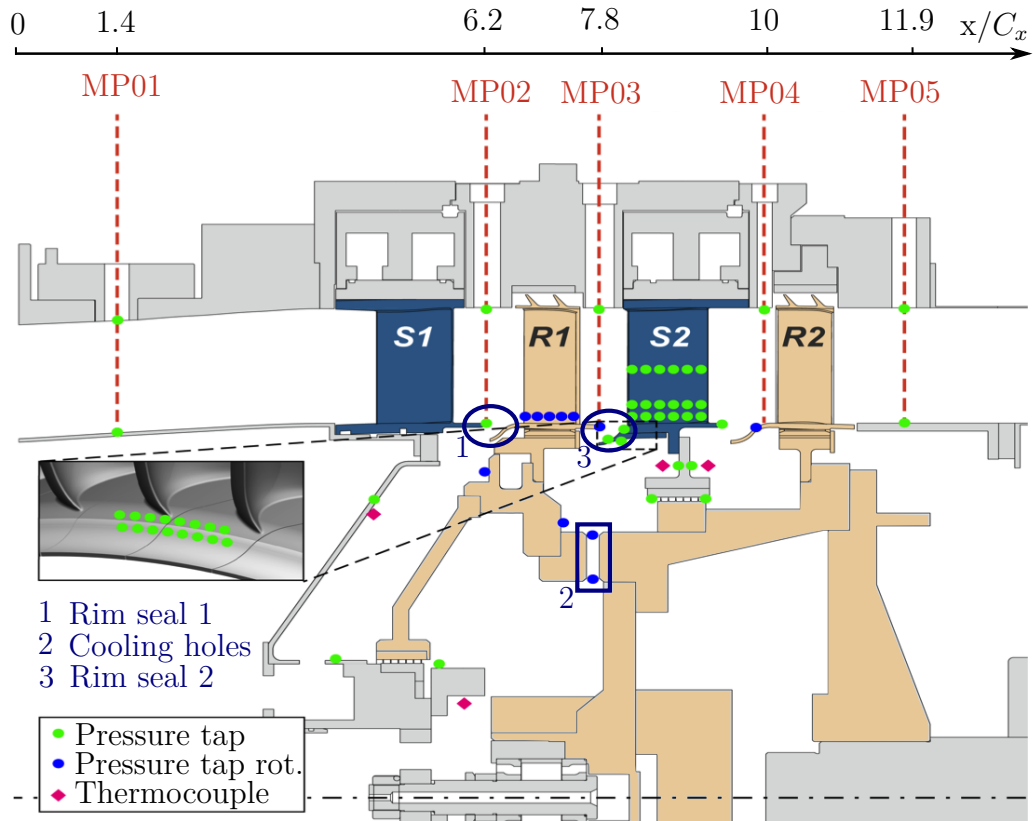 0 1.4 6.2 7.8 10 11.9 x/Cₓ
MP01 MP02 MP03 MP04 MP05
S1 R1 S2 R2
1 3
2
1 Rim seal 1
2 Cooling holes
3 Rim seal 2
Pressure tap
Pressure tap rot.
Thermocouple